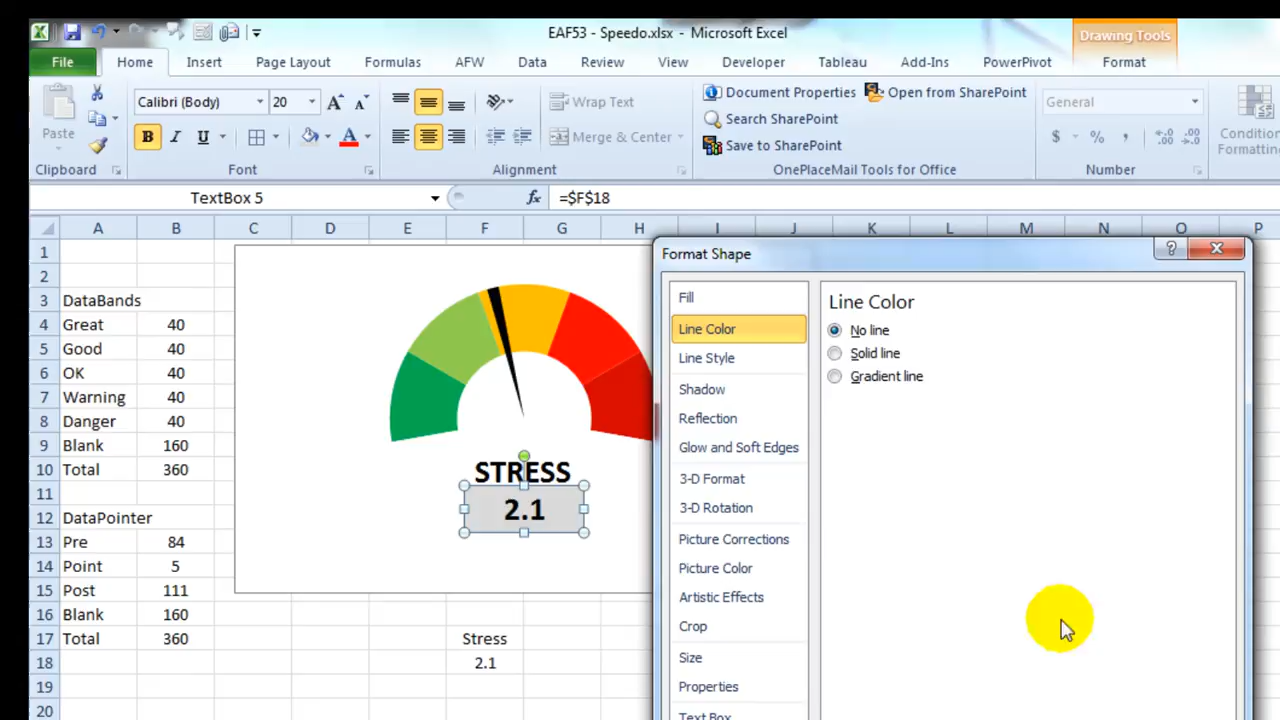 EAF53 - Speedo.xlsx - Microsoft Excel
Drawing Tools
File Home Insert Page Layout Formulas AFW Data Review View Developer Tableau Add-Ins PowerPivot Format
Calibri (Body) 20 A A Wrap Text Document Properties Open from SharePoint General
Paste B I U A Merge & Center Search SharePoint $ % , Condition
Save to SharePoint Formatting
Clipboard Font Alignment OnePlaceMail Tools for Office Number
TextBox 5 fx =$F$18
A B C D E F G H I J K L M N O P
1
2
3 DataBands
4 Great 40
5 Good 40
6 OK 40
7 Warning 40
8 Danger 40
9 Blank 160
10 Total 360
11
12 DataPointer
13 Pre 84
14 Point 5
15 Post 111
16 Blank 160
17 Total 360 Stress
18 2.1
19
20
STRESS
2.1
Format Shape
Fill
Line Color
Line Style
Shadow
Reflection
Glow and Soft Edges
3-D Format
3-D Rotation
Picture Corrections
Picture Color
Artistic Effects
Crop
Size
Properties
Text Box
Line Color
No line
Solid line
Gradient line